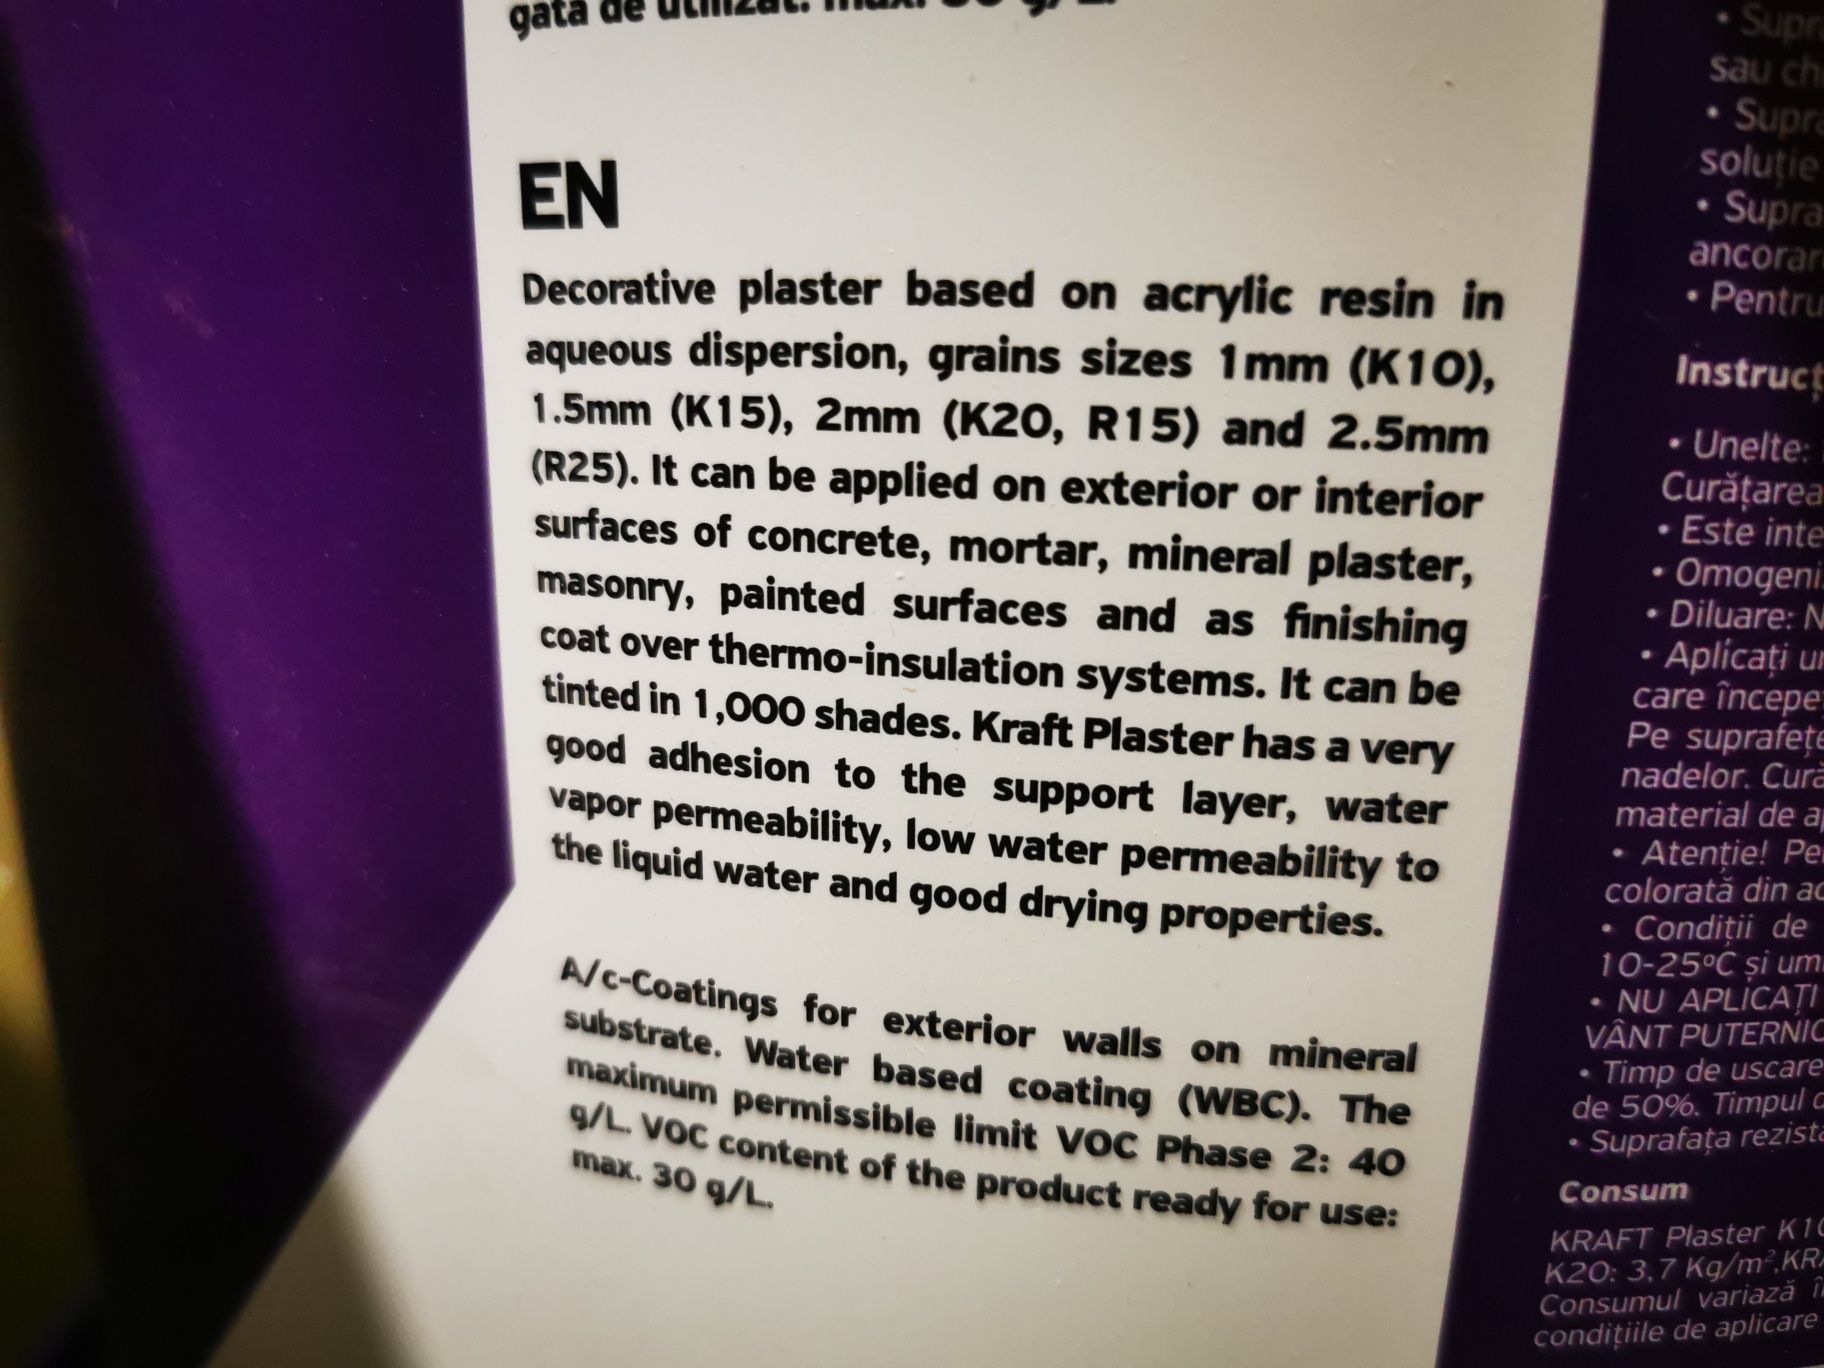 gata de utilizat: max. 30 g/L.
EN
Decorative plaster based on acrylic resin in
aqueous dispersion, grains sizes 1mm (K10),
1.5mm (K15), 2mm (K20, R15) and 2.5mm
(R25). It can be applied on exterior or interior
surfaces of concrete, mortar, mineral plaster,
masonry, painted surfaces and as finishing
coat over thermo-insulation systems. It can be
tinted in 1,000 shades. Kraft Plaster has a very
good adhesion to the support layer, water
vapor permeability, low water permeability to
the liquid water and good drying properties.
A/c-Coatings for exterior walls on mineral
substrate. Water based coating (WBC). The
maximum permissible limit VOC Phase 2: 40
g/L. VOC content of the product ready for use:
max. 30 g/L.
• Supra
sau ch
• Supra
soluție
• Supra
ancorar
• Pentru
Instrucț
• Unelte:
Curățarea
• Este inte
• Omogeni
• Diluare: N
• Aplicați un
care începe
Pe suprafețe
nadelor. Cură
material de a
• Atenție! Pe
colorată din ac
• Condiții de
10-25°C și um
• NU APLICAȚI
VÂNT PUTERNIC
• Timp de uscare
de 50%. Timpul d
• Suprafața rezist
Consum
KRAFT Plaster K10
K20: 3.7 Kg/m².KRA
Consumul variază î
condițiile de aplicare